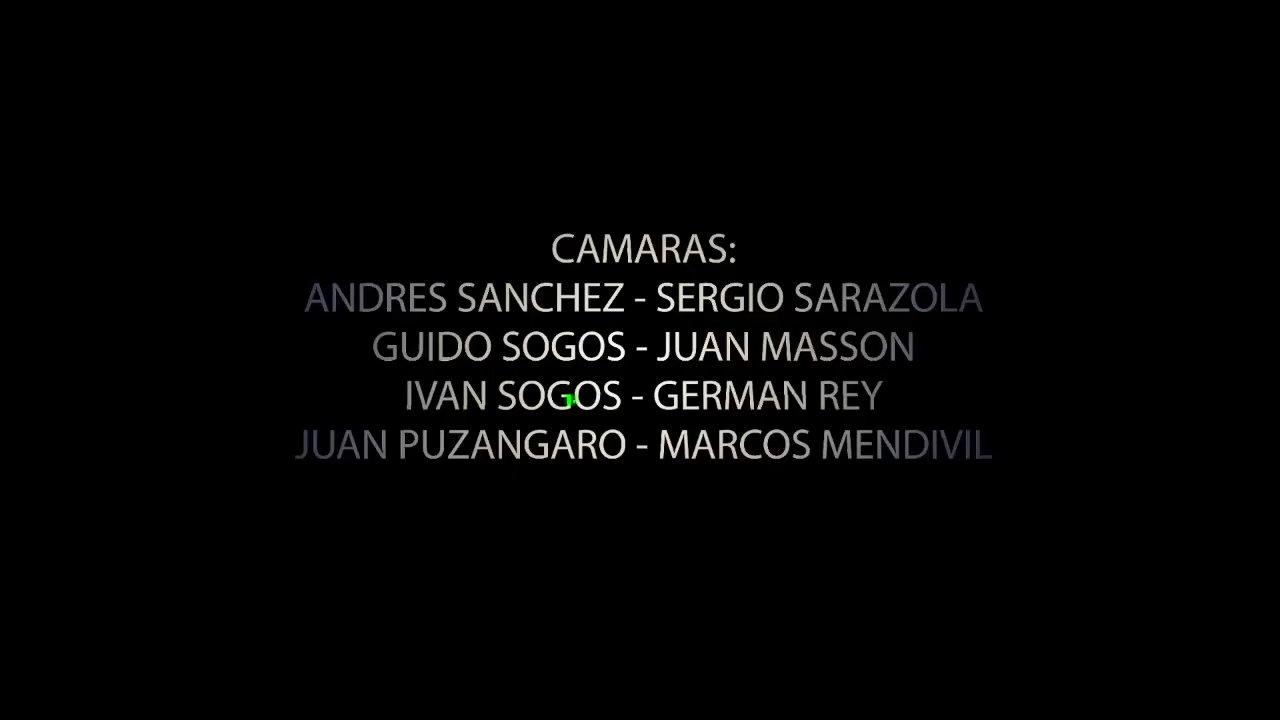 CAMARAS:
ANDRES SANCHEZ - SERGIO SARAZOLA
GUIDO SOGOS - JUAN MASSON
IVAN SOGOS - GERMAN REY
JUAN PUZANGARO - MARCOS MENDIVIL